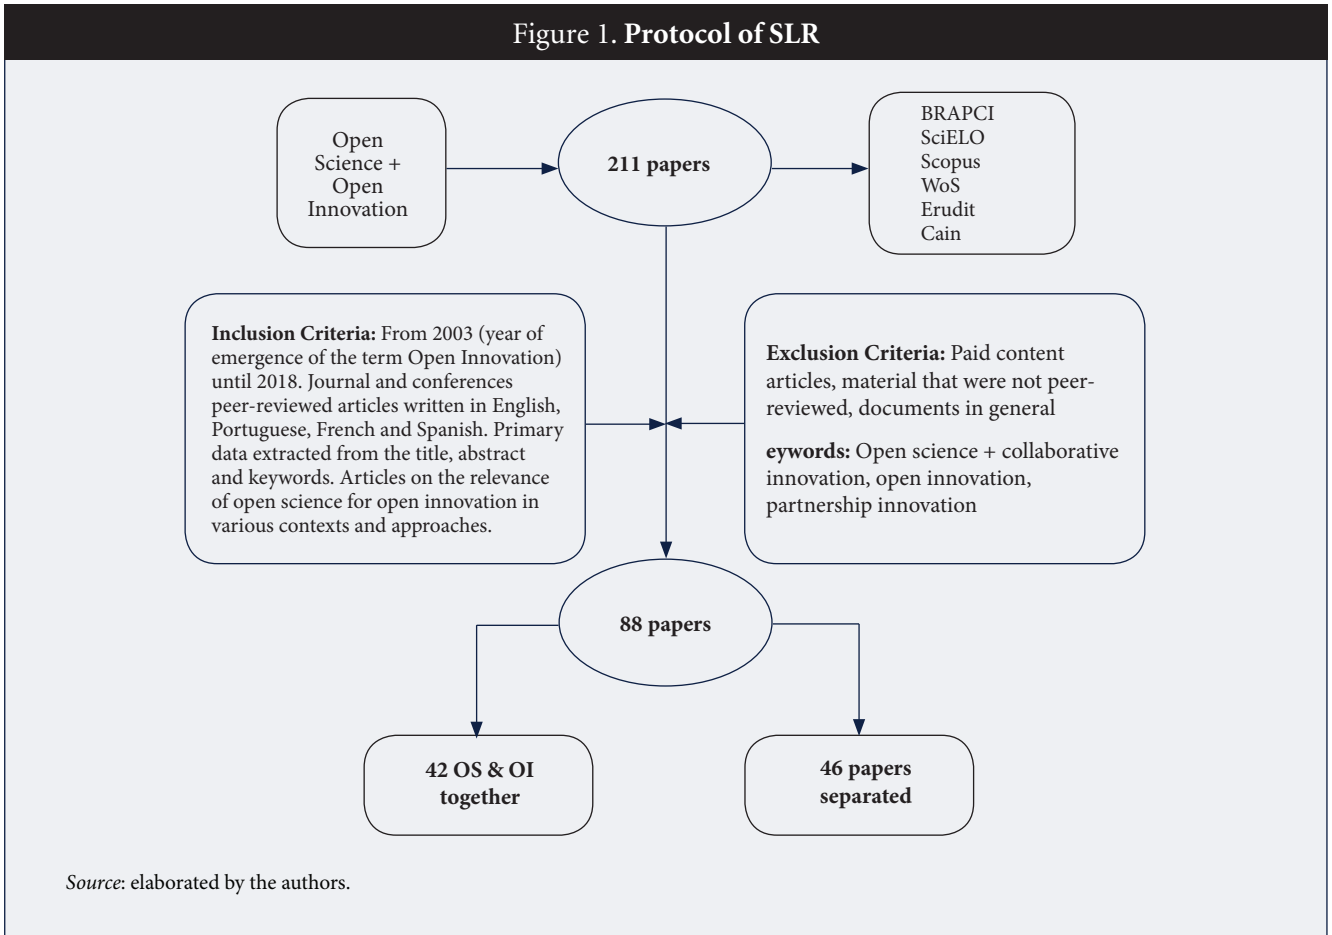 Figure 1. Protocol of SLR
Open
Science +
Open
Innovation
211 papers
BRAPCI
SciELO
Scopus
WoS
Erudit
Cain
Inclusion Criteria: From 2003 (year of
emergence of the term Open Innovation)
until 2018. Journal and conferences
peer-reviewed articles written in English,
Portuguese, French and Spanish. Primary
data extracted from the title, abstract
and keywords. Articles on the relevance
of open science for open innovation in
various contexts and approaches.
Exclusion Criteria: Paid content
articles, material that were not peer-
reviewed, documents in general
eywords: Open science + collaborative
innovation, open innovation,
partnership innovation
88 papers
42 OS & OI
together
46 papers
separated
Source: elaborated by the authors.